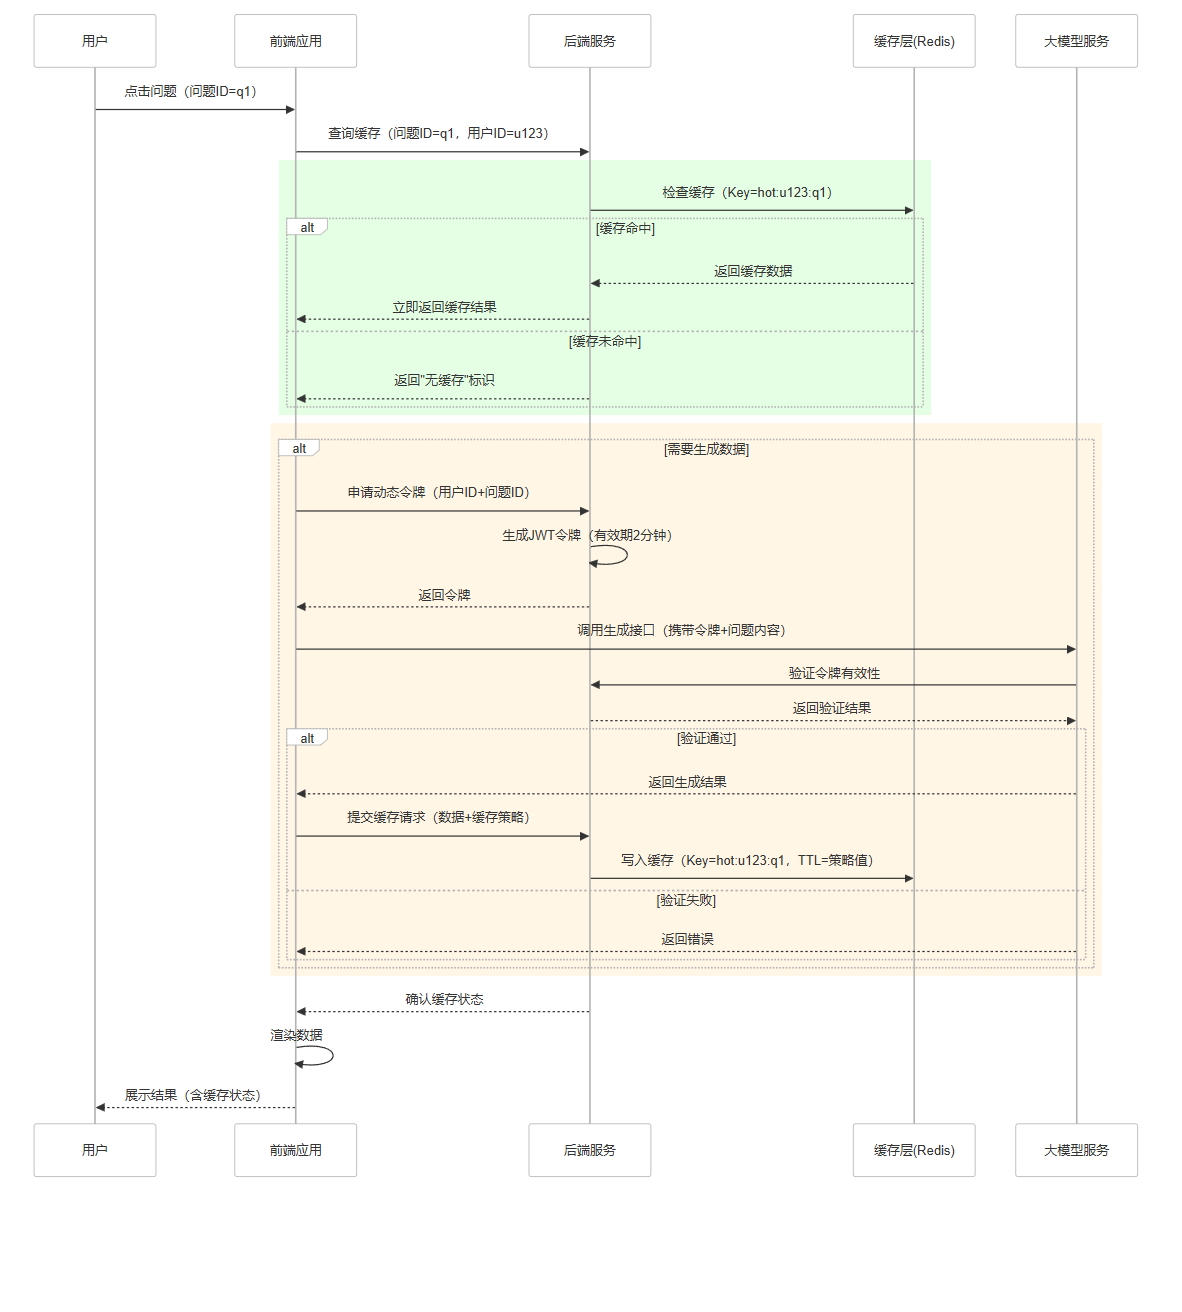 用户
前端应用
后端服务
缓存层(Redis)
大模型服务
点击问题（问题ID=q1）
查询缓存（问题ID=q1，用户ID=u123）
检查缓存（Key=hot:u123:q1）
alt
[缓存命中]
返回缓存数据
立即返回缓存结果
[缓存未命中]
返回"无缓存"标识
alt
[需要生成数据]
申请动态令牌（用户ID+问题ID）
生成JWT令牌（有效期2分钟）
返回令牌
调用生成接口（携带令牌+问题内容）
验证令牌有效性
返回验证结果
alt
[验证通过]
返回生成结果
提交缓存请求（数据+缓存策略）
写入缓存（Key=hot:u123:q1，TTL=策略值）
[验证失败]
返回错误
确认缓存状态
渲染数据
展示结果（含缓存状态）
用户
前端应用
后端服务
缓存层(Redis)
大模型服务